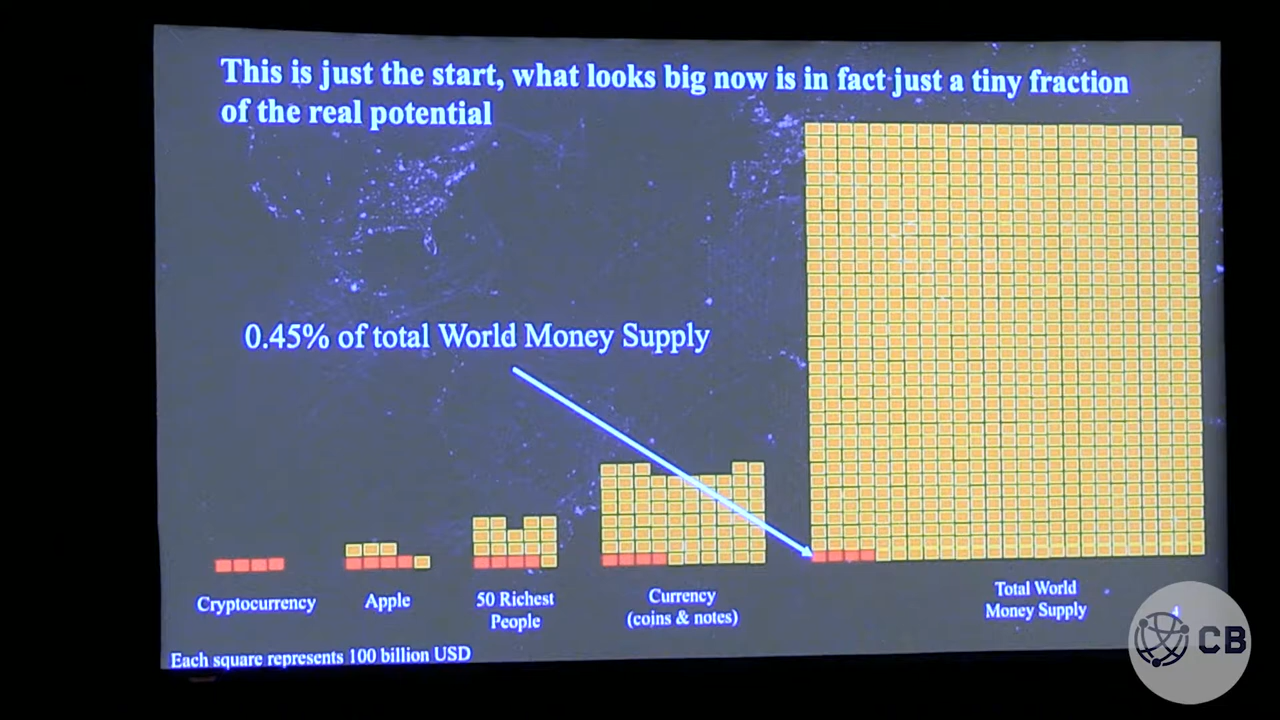 This is just the start, what looks big now is in fact just a tiny fraction
of the real potential
0.45% of total World Money Supply
Cryptocurrency
Apple
50 Richest
People
Currency
(coins & notes)
Total World
Money Supply
4
Each square represents 100 billion USD
CB